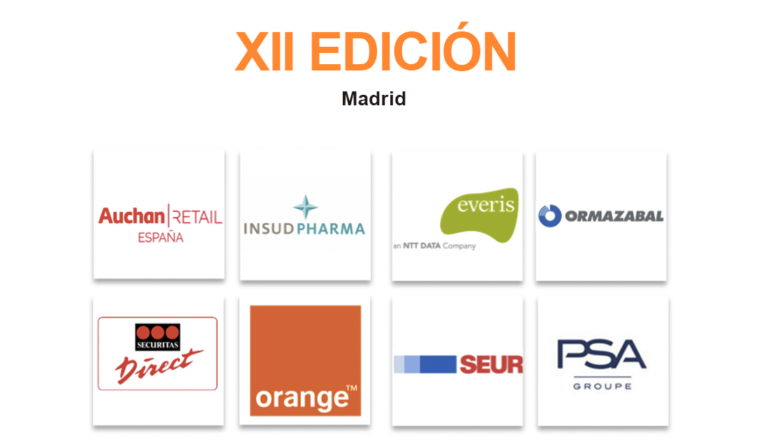 XII EDICIÓN
Madrid
Auchan RETAIL
ESPAÑA
INSUDPHARMA
everis
an NTT DATA Company
ORMAZABAL
SECURITAS
Direct
orange™
SEUR
PSA
GROUPE